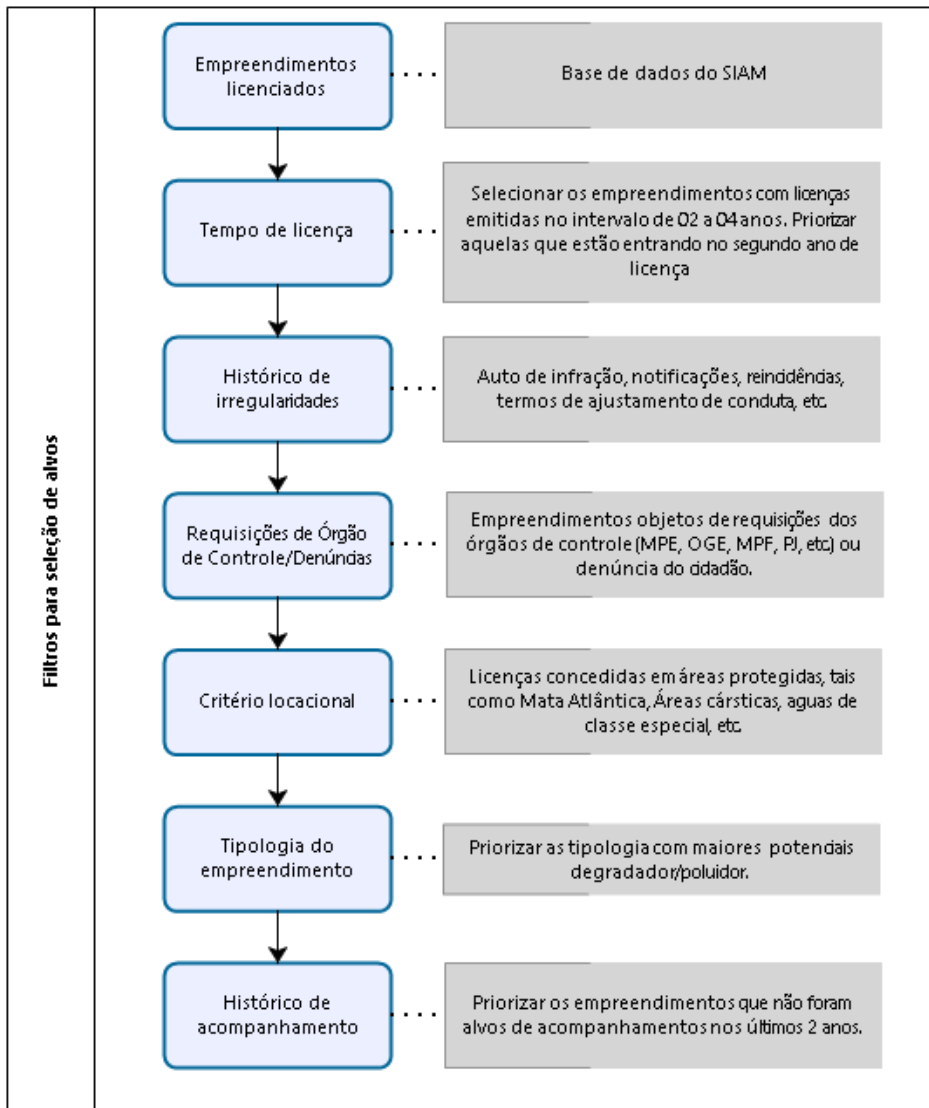 Filtros para seleção de alvos
Empreendimentos
licenciados
Base de dados do SIAM
Tempo de licença
Selecionar os empreendimentos com licenças
emitidas no intervalo de 02 a 04 anos. Priorizar
aquelas que estão entrando no segundo ano de
licença
Histórico de
irregularidades
Auto de infração, notificações, reincidências,
termos de ajustamento de conduta, etc.
Requisições de Órgão
de Controle/Denúncias
Empreendimentos objetos de requisições dos
órgãos de controle (MPE, OGE, MPF, PJ, etc) ou
denúncia do cidadão.
Critério locacional
Licenças concedidas em áreas protegidas, tais
como Mata Atlântica, Áreas cársticas, aguas de
classe especial, etc.
Tipologia do
empreendimento
Priorizar as tipologia com maiores potenciais
degradador/poluidor.
Histórico de
acompanhamento
Priorizar os empreendimentos que não foram
alvos de acompanhamentos nos últimos 2 anos.